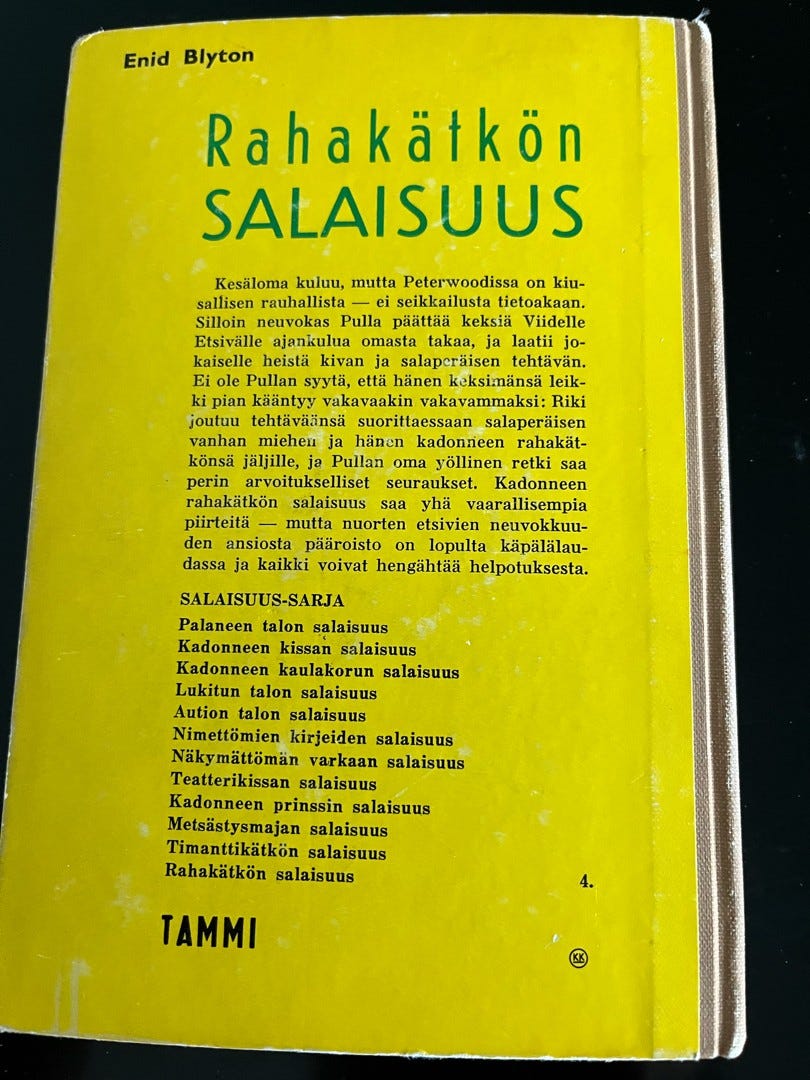 Enid Blyton
Rahakätkön
SALAISUUS
Kesäloma kuluu, mutta Peterwoodissa on kiu-
sallisen rauhallista — ei seikkailusta tietoakaan.
Silloin neuvokas Pulla päättää keksiä Viidelle
Etsivälle ajankulua omasta takaa, ja laatii jo-
kaiselle heistä kivan ja salaperäisen tehtävän.
Ei ole Pullan syytä, että hänen keksimänsä leik-
ki pian kääntyy vakavaakin vakavammaksi: Riki
joutuu tehtäväänsä suorittaessaan salaperäisen
vanhan miehen ja hänen kadonneen rahakät-
könsä jäljille, ja Pullan oma yöllinen retki saa
perin arvoitukselliset seuraukset. Kadonneen
rahakätkön salaisuus saa yhä vaarallisempia
piirteitä — mutta nuorten etsivien neuvokkuu-
den ansiosta pääroisto on lopulta käpälälau-
dassa ja kaikki voivat hengähtää helpotuksesta.
SALAISUUS-SARJA
Palaneen talon salaisuus
Kadonneen kissan salaisuus
Kadonneen kaulakorun salaisuus
Lukitun talon salaisuus
Aution talon salaisuus
Nimettömien kirjeiden salaisuus
Näkymättömän varkaan salaisuus
Teatterikissan salaisuus
Kadonneen prinssin salaisuus
Metsästysmajan salaisuus
Timanttikätkön salaisuus
Rahakätkön salaisuus
4.
TAMMI
KK